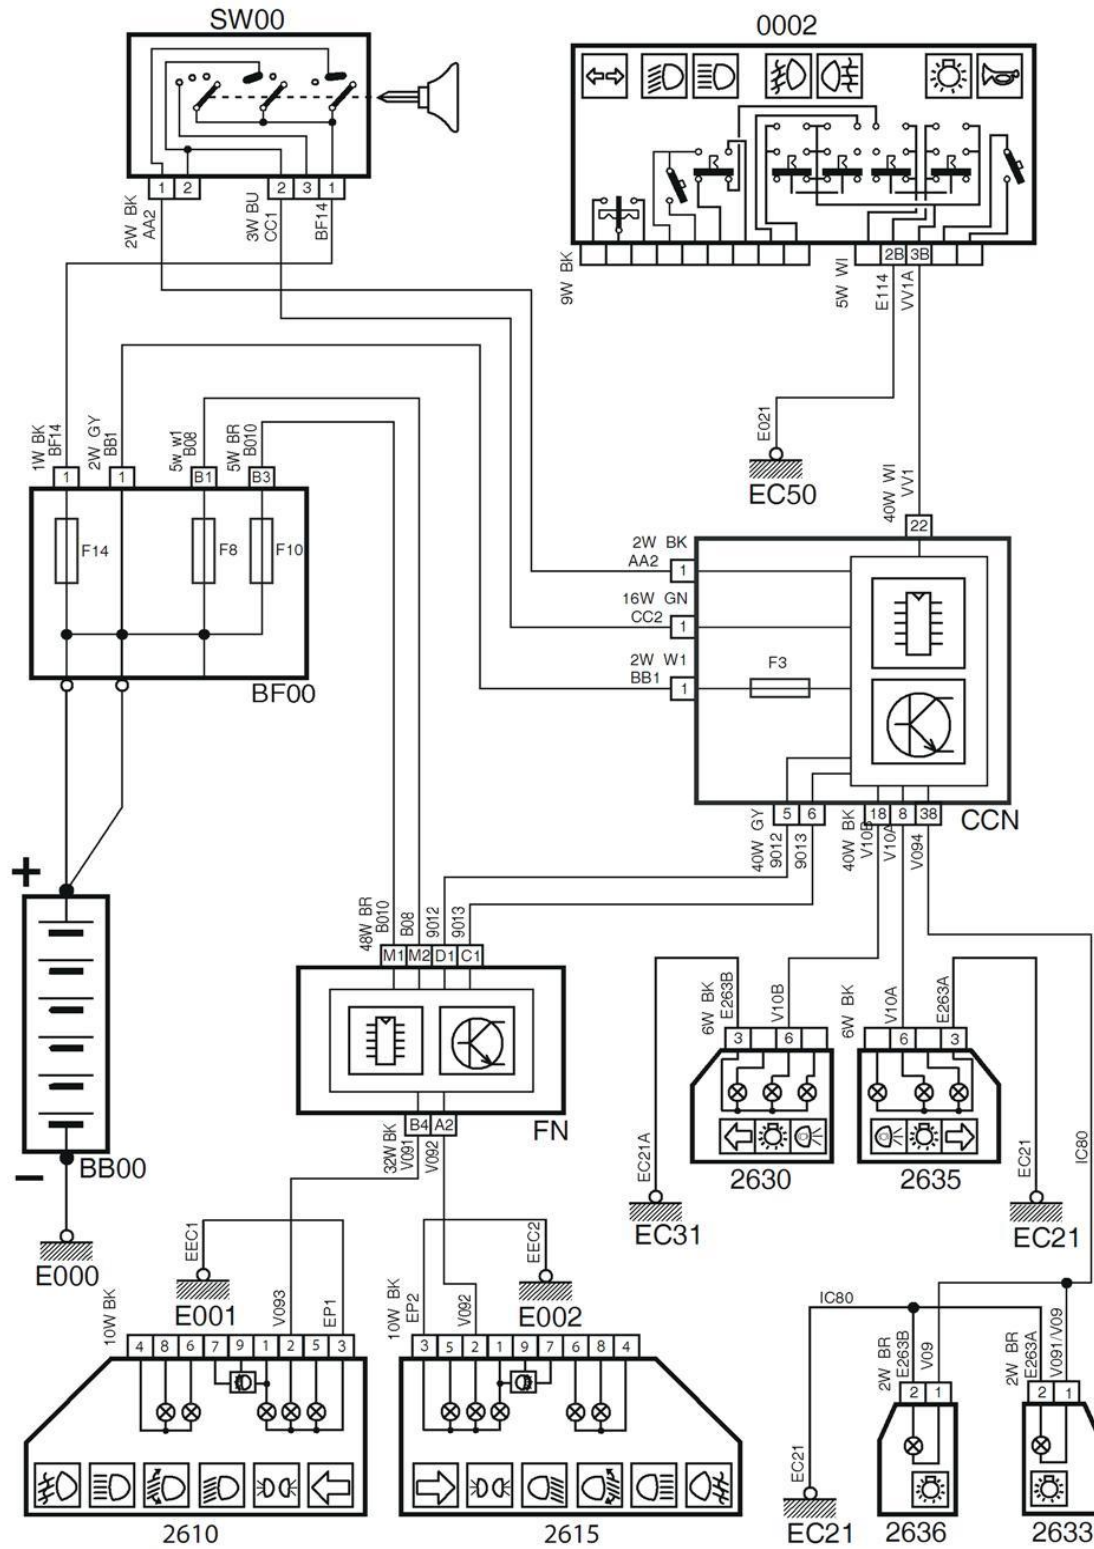 SW00
0002
1 2 2 3 1
2W BK
AA2
3W BU
CC1
BF14
9W BK
5W WI
2B 3B
E114
VV1A
E021
EC50
1W BK
BF14
2W GY
BB1
5w w1
B08
5W BR
B010
1 1 B1 B3
F14 F8 F10
BF00
40W WI
VV1
22
2W BK
AA2
1
16W GN
CC2
1
2W W1
BB1
1
F3
5 6 18 8 38
CCN
40W GY
9012
9013
40W BK
V10B
V10A
V094
+
BB00
–
E000
48W BR
B010
B08
9012
9013
M1 M2 D1 C1
FN
B4 A2
32W BK
V091
V092
6W BK
E263B
V10B
3 6
2630
6W BK
V10A
E263A
6 3
2635
EC21A
EC31
EC21
EC21
IC80
EEC1
E001
EEC2
E002
10W BK
V093
EP1
4 8 6 7 9 1 2 5 3
2610
10W BK
EP2
V092
3 5 2 1 9 7 6 8 4
2615
IC80
EC21
EC21
2W BR
E263B
V09
2 1
2636
2W BR
E263A
V091/V09
2 1
2633